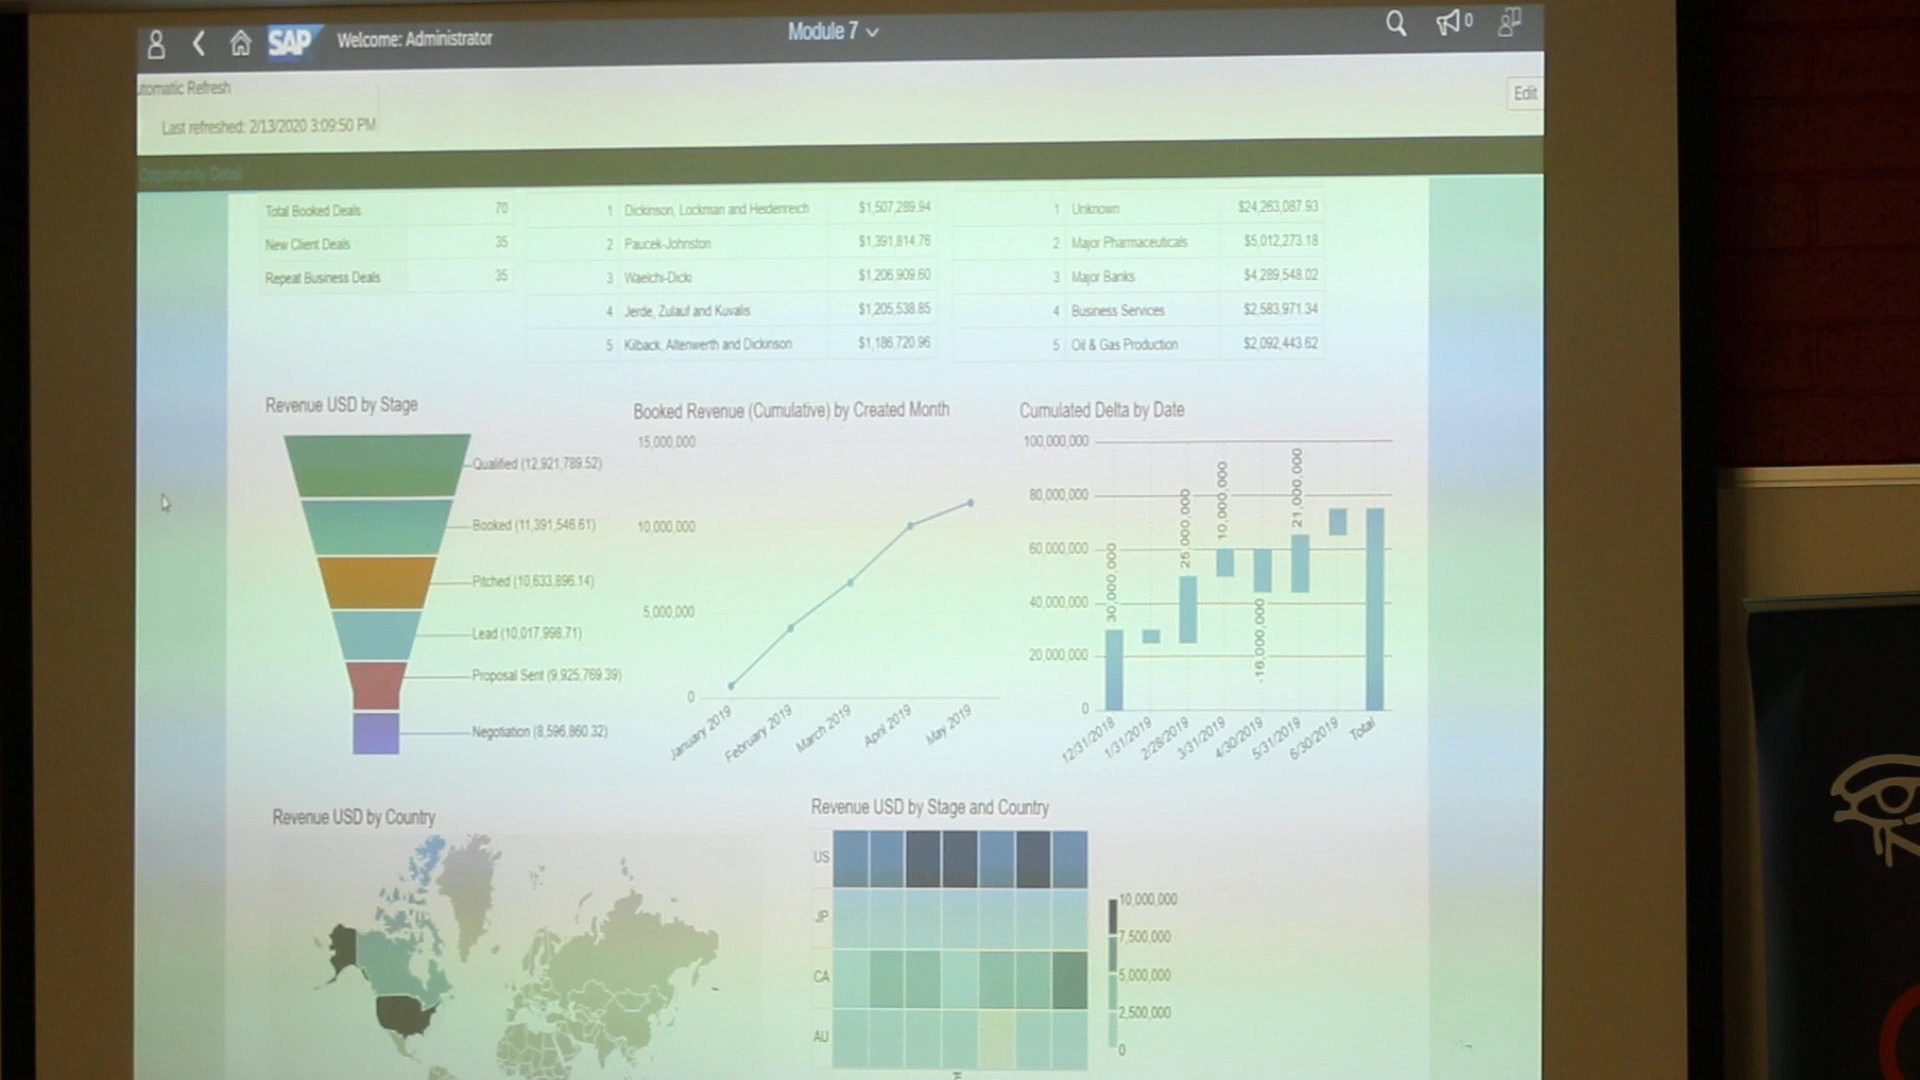 SAP Welcome: Administrator Module 7 0
utomatic Refresh
Edit
Last refreshed: 2/13/2020 3:09:50 PM
Opportunity Detail
Total Booked Deals 70
New Client Deals 35
Repeat Business Deals 35
1 Dickinson, Lockman and Heidenreich $1,507,289.94
2 Paucek-Johnston $1,391,814.76
3 Waelchi-Dicki $1,206,909.60
4 Jerde, Zulauf and Kuvalis $1,205,538.85
5 Kilback, Altenwerth and Dickinson $1,186,720.96
1 Unknown $24,263,087.93
2 Major Pharmaceuticals $5,012,273.18
3 Major Banks $4,289,548.02
4 Business Services $2,583,971.34
5 Oil & Gas Production $2,092,443.62
Revenue USD by Stage
Qualified (12,921,789.52)
Booked (11,391,546.61)
Pitched (10,633,896.14)
Lead (10,017,998.71)
Proposal Sent (9,925,769.39)
Negotiation (8,596,860.32)
Booked Revenue (Cumulative) by Created Month
15,000,000
10,000,000
5,000,000
0
January 2019
February 2019
March 2019
April 2019
May 2019
Cumulated Delta by Date
100,000,000
80,000,000
60,000,000
40,000,000
20,000,000
0
30,000,000
25,000,000
10,000,000
-16,000,000
21,000,000
12/31/2018
1/31/2019
2/28/2019
3/31/2019
4/30/2019
5/31/2019
6/30/2019
Total
Revenue USD by Country
Revenue USD by Stage and Country
US
JP
CA
AU
10,000,000
7,500,000
5,000,000
2,500,000
0